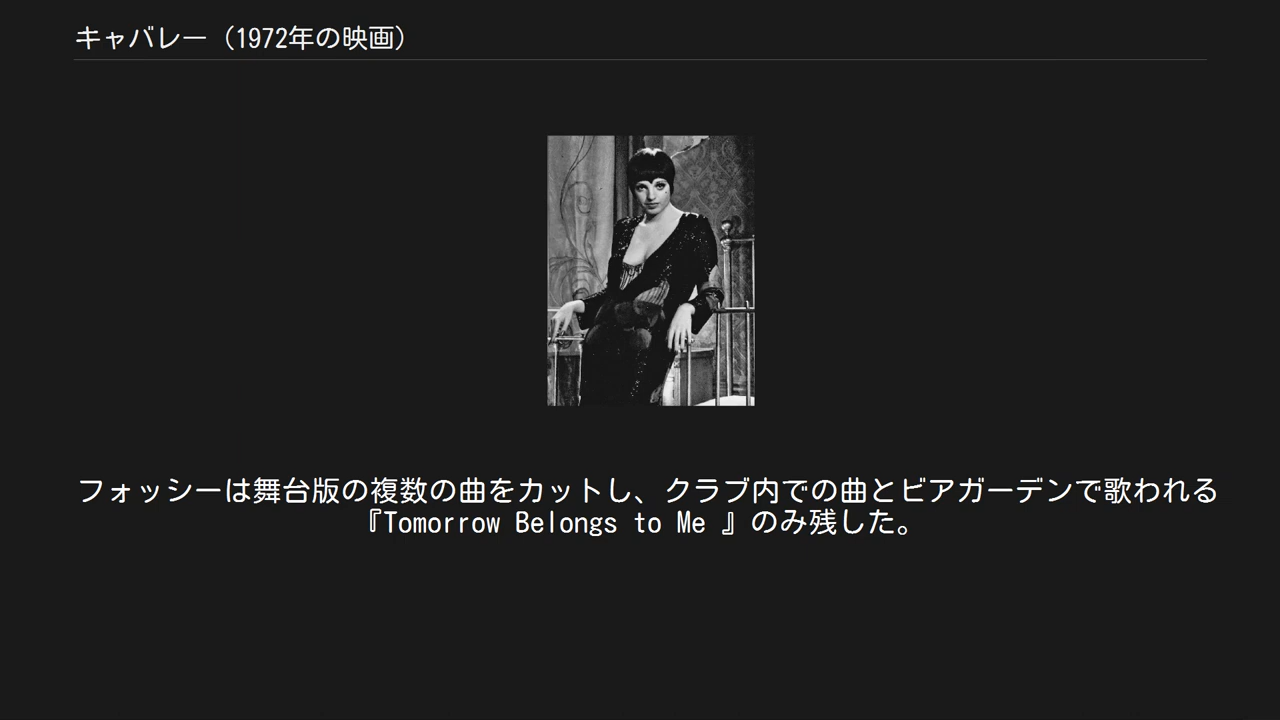 キャバレー（1972年の映画）
フォッシーは舞台版の複数の曲をカットし、クラブ内での曲とビアガーデンで歌われる
『Tomorrow Belongs to Me 』のみ残した。